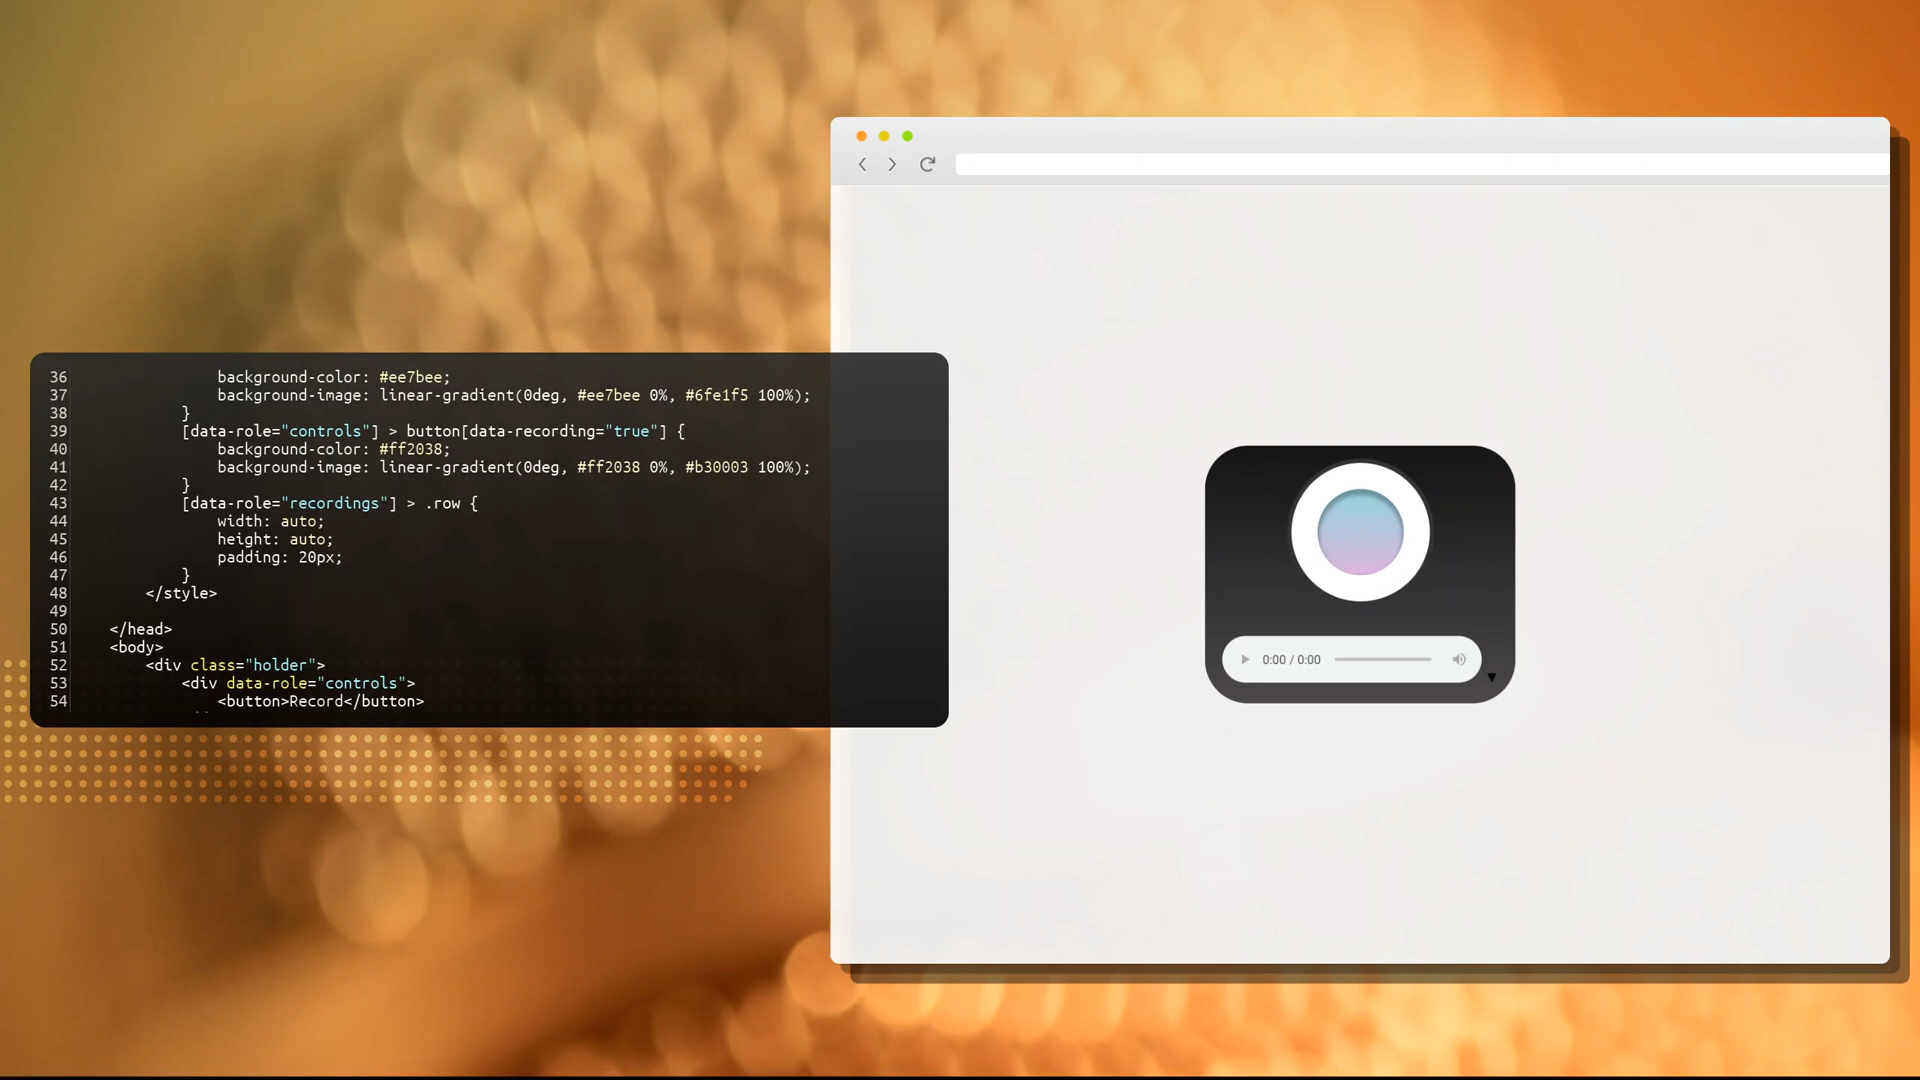 36 background-color: #ee7bee;
37 background-image: linear-gradient(0deg, #ee7bee 0%, #6fe1f5 100%);
38 }
39 [data-role="controls"] > button[data-recording="true"] {
40 background-color: #ff2038;
41 background-image: linear-gradient(0deg, #ff2038 0%, #b30003 100%);
42 }
43 [data-role="recordings"] > .row {
44 width: auto;
45 height: auto;
46 padding: 20px;
47 }
48 </style>
49
50 </head>
51 <body>
52 <div class="holder">
53 <div data-role="controls">
54 <button>Record</button>
0:00 / 0:00